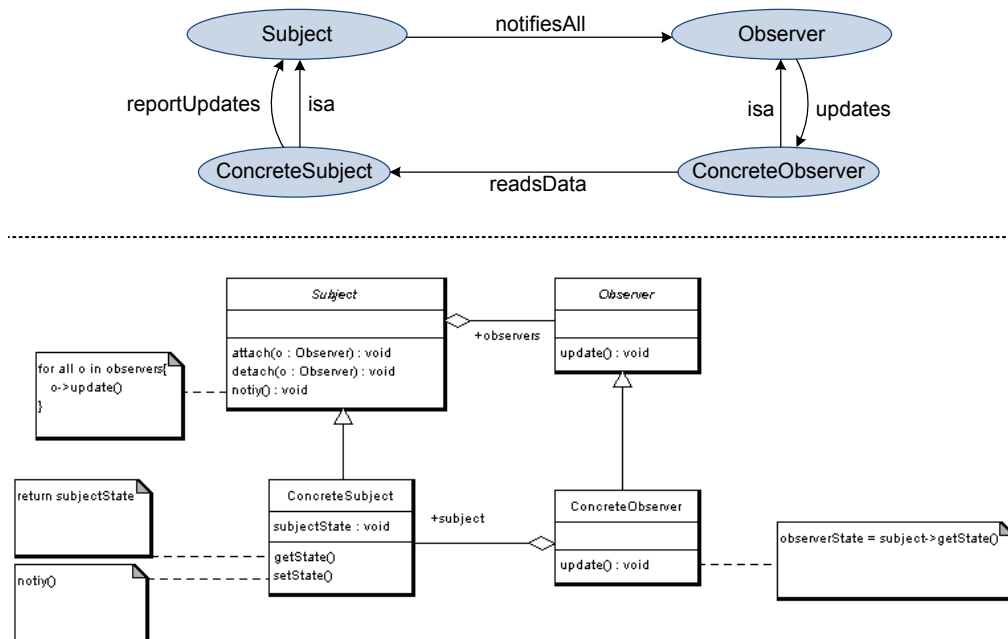 Subject
notifiesAll
Observer
reportUpdates
isa
isa
updates
ConcreteSubject
readsData
ConcreteObserver
Subject
Observer
+observers
attach(o : Observer) : void
detach(o : Observer) : void
notiy() : void
update() : void
for all o in observers{
o->update()
}
return subjectState
notiy()
ConcreteSubject
subjectState : void
getState()
setState()
+subject
ConcreteObserver
update() : void
observerState = subject->getState()